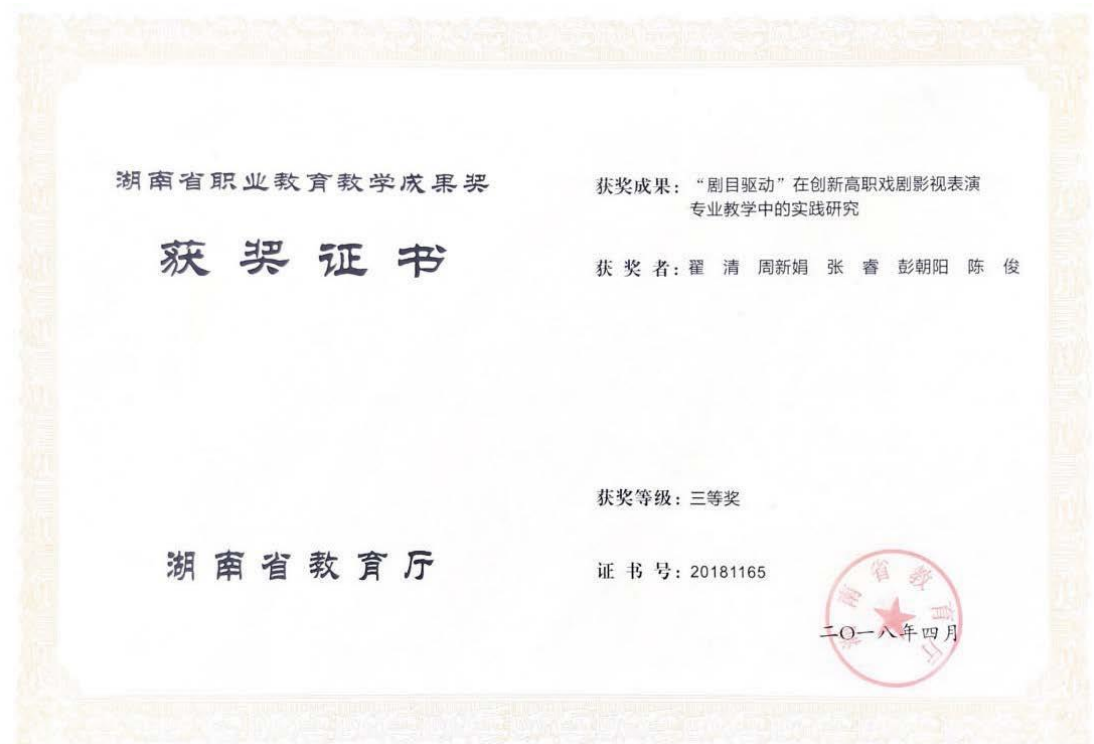 湖南省职业教育教学成果奖
获奖证书
湖南省教育厅
获奖成果：“剧目驱动”在创新高职戏剧影视表演
专业教学中的实践研究
获奖者：翟清 周新娟 张睿 彭朝阳 陈俊
获奖等级：三等奖
证书号：20181165
湖南省教育厅
二〇一八年四月